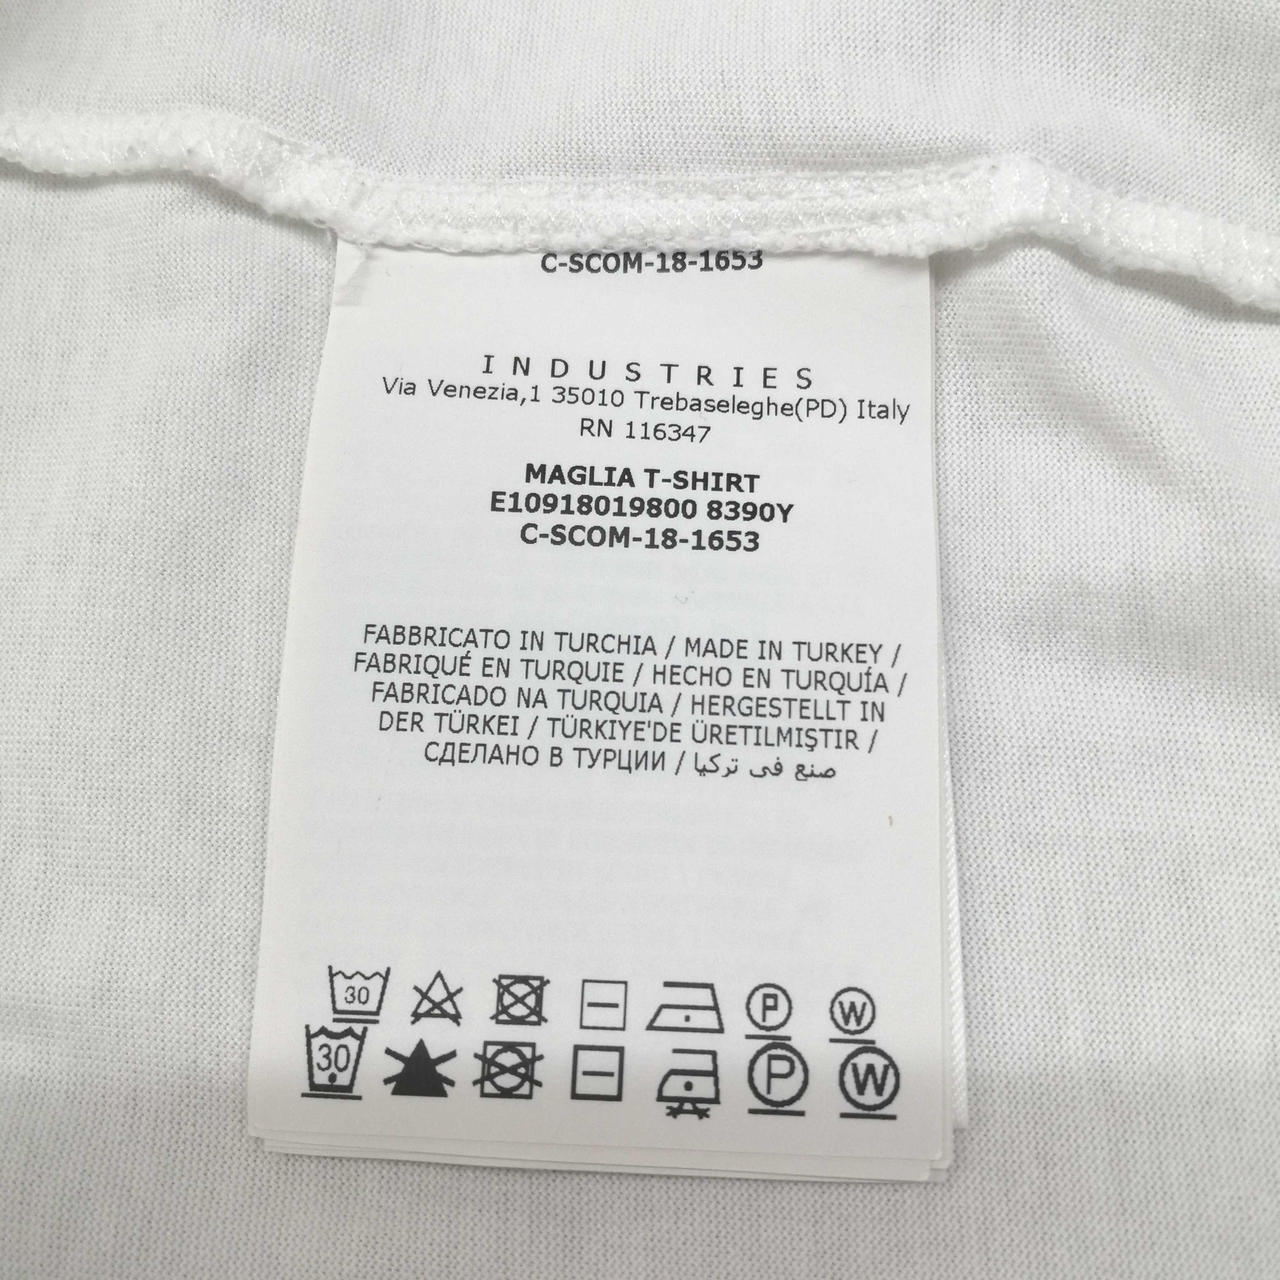 C-SCOM-18-1653
INDUSTRIES
Via Venezia,1 35010 Trebaseleghe(PD) Italy
RN 116347
MAGLIA T-SHIRT
E10918019800 8390Y
C-SCOM-18-1653
FABBRICATO IN TURCHIA / MADE IN TURKEY /
FABRIQUÉ EN TURQUIE / HECHO EN TURQUÍA /
FABRICADO NA TURQUIA / HERGESTELLT IN
DER TÜRKEI / TÜRKIYE'DE ÜRETILMIŞTIR /
СДЕЛАНО В ТУРЦИИ / صنع فى تركيا
30 P W
30 P W